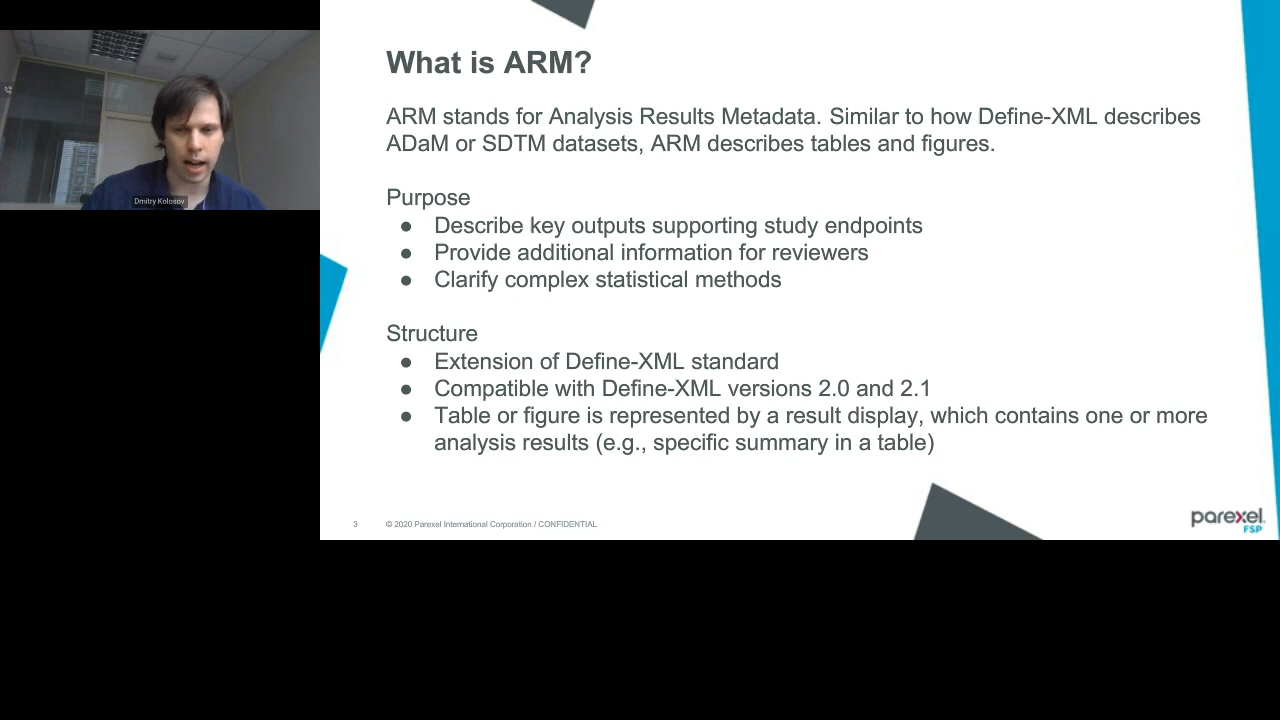 What is ARM?
ARM stands for Analysis Results Metadata. Similar to how Define-XML describes
ADaM or SDTM datasets, ARM describes tables and figures.
Purpose
● Describe key outputs supporting study endpoints
● Provide additional information for reviewers
● Clarify complex statistical methods
Structure
● Extension of Define-XML standard
● Compatible with Define-XML versions 2.0 and 2.1
● Table or figure is represented by a result display, which contains one or more
analysis results (e.g., specific summary in a table)
Dmitry Kolosov
3 © 2020 Parexel International Corporation / CONFIDENTIAL
parexel.
FSP